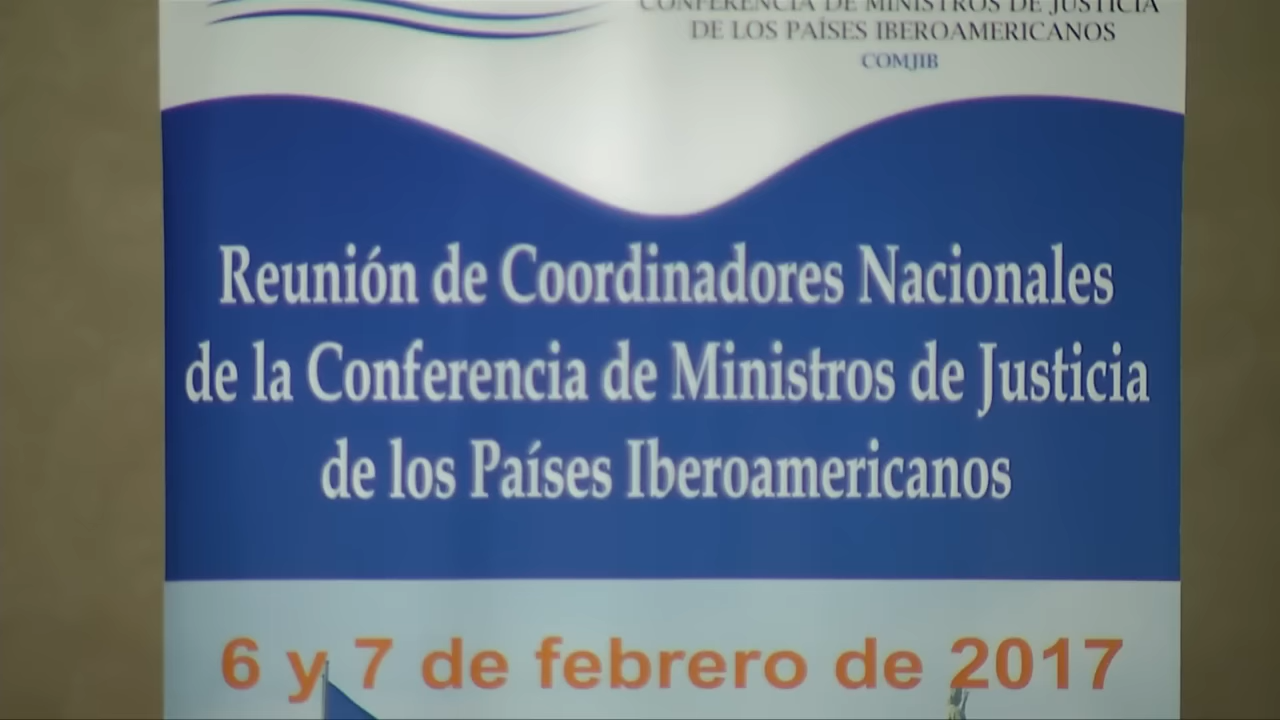 CONFERENCIA DE MINISTROS DE JUSTICIA
DE LOS PAÍSES IBEROAMERICANOS
COMJIB
Reunión de Coordinadores Nacionales
de la Conferencia de Ministros de Justicia
de los Países Iberoamericanos
6 y 7 de febrero de 2017